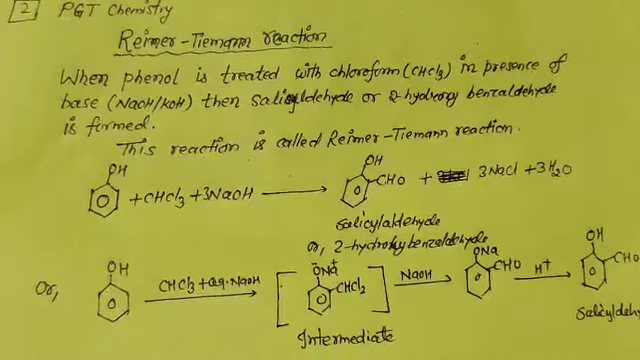 2 PGT Chemistry
Reimer-Tiemann reaction
When phenol is treated with chloroform (CHCl3) in presence of
base (NaOH/KOH) then Salicyldehyde or 2-hydroxy benzaldehyde
is formed.
This reaction is called Reimer-Tiemann reaction.
OH
+ CHCl3 + 3NaOH → OH CHO + 3NaCl + 3H2O
Salicylaldehyde
or, 2-hydroxybenzaldehyde
Or, OH CHCl3 + aq. NaOH → [ ŌNa+ CHCl2 ] NaOH → ONa CHO H+ → OH CHO
Intermediate Salicyldehy